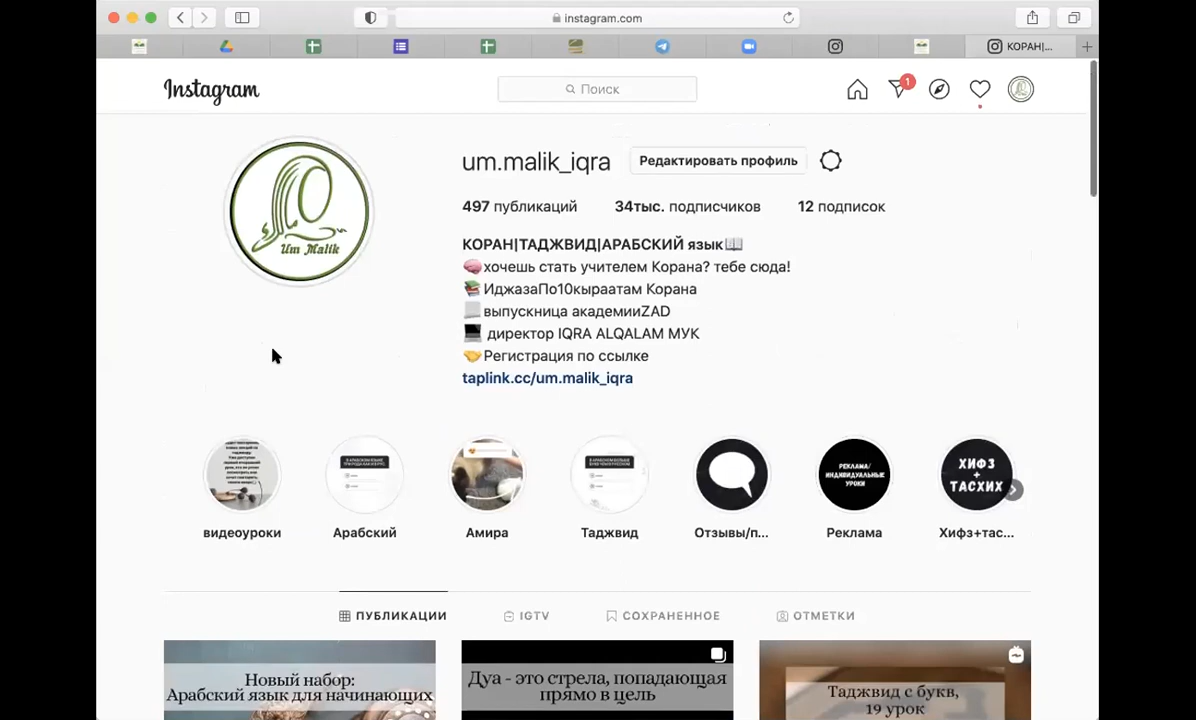 instagram.com
КОРАН|...
Instagram
Поиск
1
um.malik_iqra
Редактировать профиль
497 публикаций 34тыс. подписчиков 12 подписок
Um Malik
КОРАН|ТАДЖВИД|АРАБСКИЙ язык
хочешь стать учителем Корана? тебе сюда!
ИджазаПо10кыраатам Корана
выпускница академииZAD
директор IQRA ALQALAM МУК
Регистрация по ссылке
taplink.cc/um.malik_iqra
РЕКЛАМА/
ИНДИВИДУАЛЬНЫЕ
УРОКИ
ХИФЗ
+
ТАСХИХ
видеоуроки Арабский Амира Таджвид Отзывы/п... Реклама Хифз+тас...
ПУБЛИКАЦИИ IGTV СОХРАНЕННОЕ ОТМЕТКИ
Новый набор:
Арабский язык для начинающих
Дуа - это стрела, попадающая
прямо в цель
Таджвид с букв,
19 урок